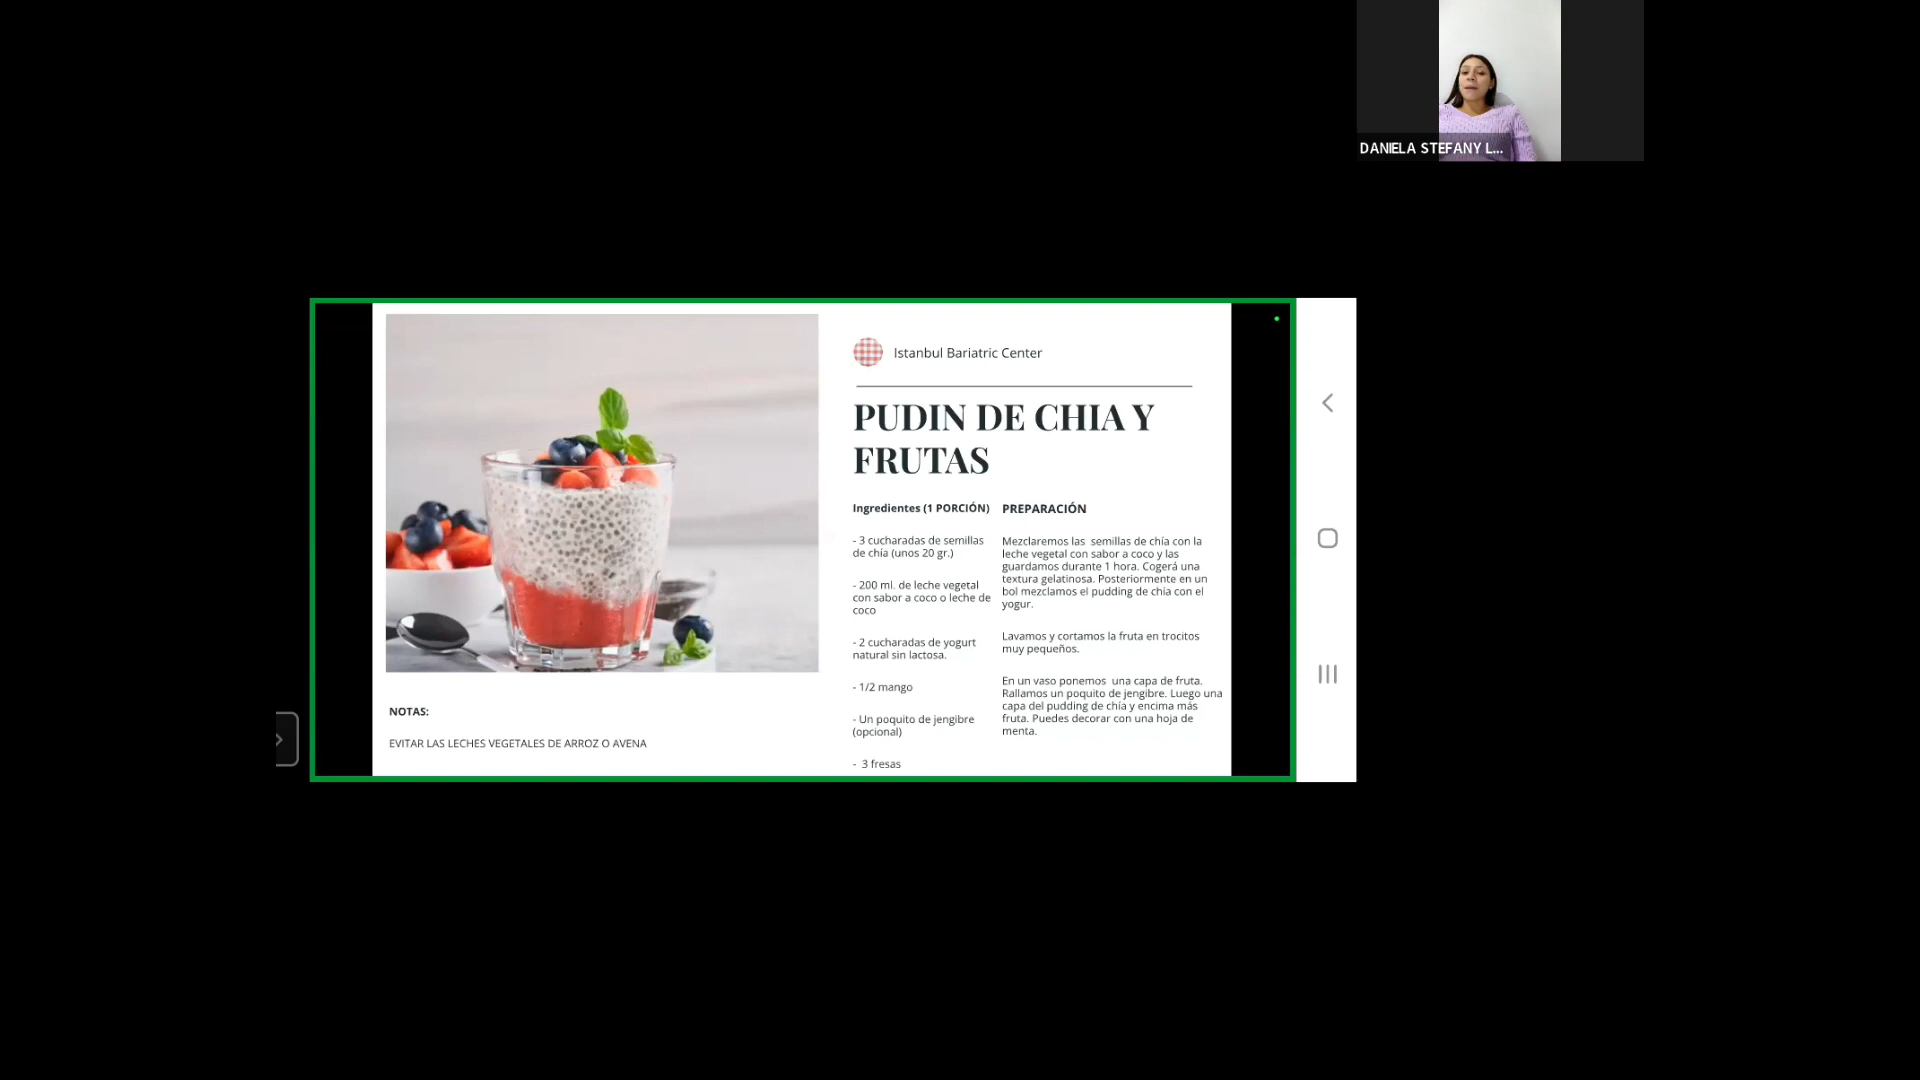 DANIELA STEFANY L...
Istanbul Bariatric Center
PUDIN DE CHIA Y
FRUTAS
Ingredientes (1 PORCIÓN)
- 3 cucharadas de semillas
de chía (unos 20 gr.)
- 200 ml. de leche vegetal
con sabor a coco o leche de
coco
- 2 cucharadas de yogurt
natural sin lactosa.
- 1/2 mango
- Un poquito de jengibre
(opcional)
- 3 fresas
PREPARACIÓN
Mezclaremos las semillas de chía con la
leche vegetal con sabor a coco y las
guardamos durante 1 hora. Cogerá una
textura gelatinosa. Posteriormente en un
bol mezclamos el pudding de chia con el
yogur.
Lavamos y cortamos la fruta en trocitos
muy pequeños.
En un vaso ponemos una capa de fruta.
Rallamos un poquito de jengibre. Luego una
capa del pudding de chía y encima más
fruta. Puedes decorar con una hoja de
menta.
NOTAS:
EVITAR LAS LECHES VEGETALES DE ARROZ O AVENA